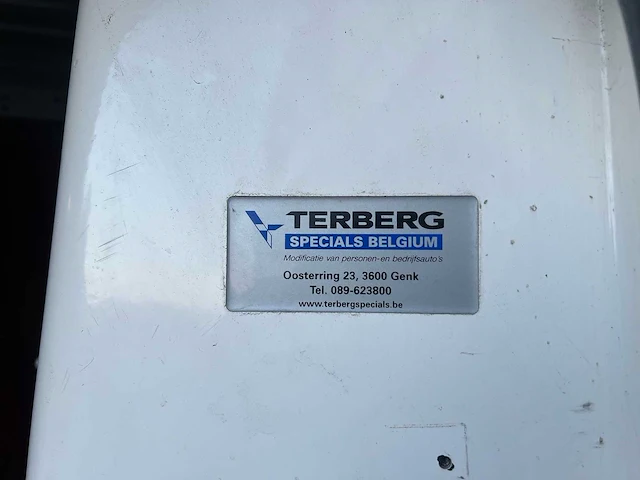 TERBERG
SPECIALS BELGIUM
Modificatie van personen- en bedrijfsauto's
Oosterring 23, 3600 Genk
Tel. 089-623800
www.terbergspecials.be